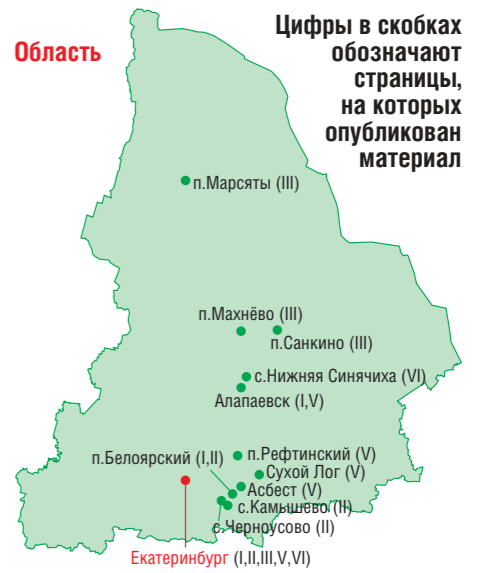 Область
Цифры в скобках
обозначают
страницы,
на которых
опубликован
материал
п.Марсяты (III)
п.Махнёво (III)
п.Санкино (III)
с.Нижняя Синячиха (VI)
Алапаевск (I,V)
п.Рефтинский (V)
п.Белоярский (I,II)
Сухой Лог (V)
Асбест (V)
с.Камышево (II)
с.Черноусово (II)
Екатеринбург (I,II,III,V,VI)